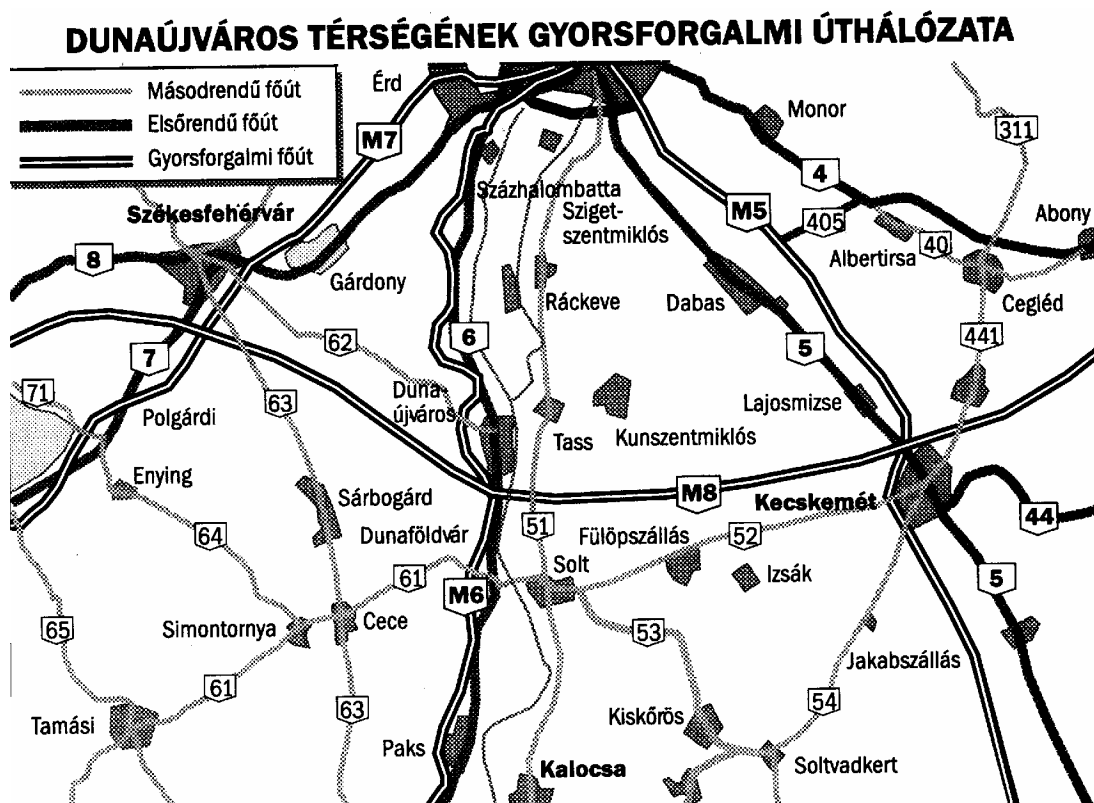 DUNAÚJVÁROS TÉRSÉGÉNEK GYORSFORGALMI ÚTHÁLÓZATA
Másodrendű főút
Elsőrendű főút
Gyorsforgalmi főút
Érd
M7
Monor
311
4
Székesfehérvár
Százhalombatta
Sziget-
szentmiklós
M5
405
40
Abony
Albertirsa
8
Gárdony
Ráckeve
Dabas
Cegléd
7
62
6
5
441
71
63
Duna-
újváros
Polgárdi
Tass
Kunszentmiklós
Lajosmizse
Enying
Sárbogárd
M8
Kecskemét
44
64
Dunaföldvár
51
Fülöpszállás
52
Solt
61
M6
Izsák
5
65
Simontornya
Cece
53
Jakabszállás
61
63
54
Tamási
Paks
Kiskőrös
Kalocsa
Soltvadkert